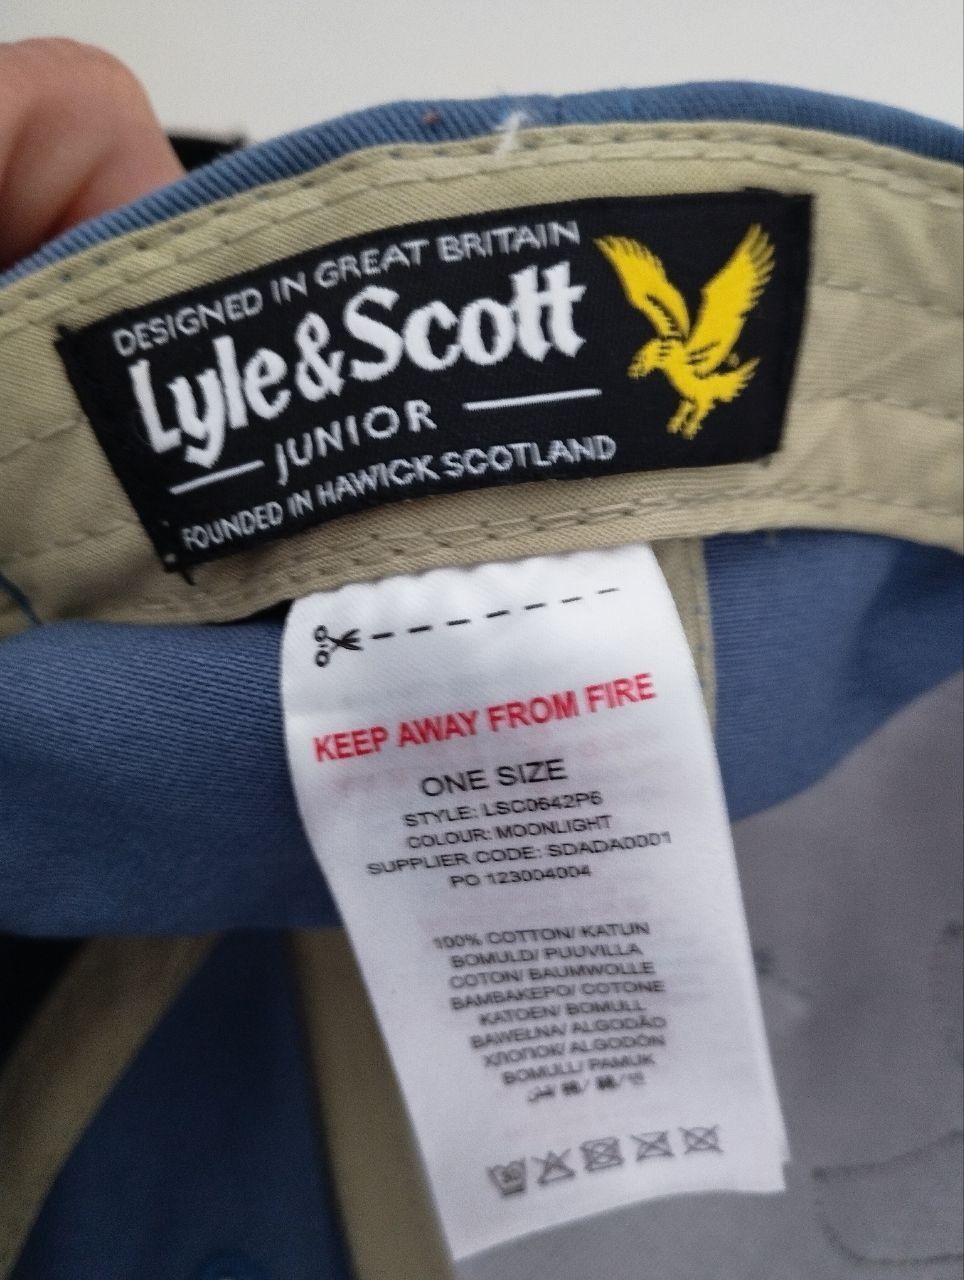 DESIGNED IN GREAT BRITAIN
Lyle&Scott
JUNIOR
FOUNDED IN HAWICK SCOTLAND
KEEP AWAY FROM FIRE
ONE SIZE
STYLE: LSC0642P6
COLOUR: MOONLIGHT
SUPPLIER CODE: SDADA0001
PO 123004004
100% COTTON/ KATUN
BOMULD/ PUUVILLA
COTON/ BAUMWOLLE
ΒΑΜΒΑΚΕΡΟ/ COTONE
KATOEN/ BOMULL
BAWEŁNA/ ALGODÃO
ХЛОПОК/ ALGODÓN
BOMULL/ PAMUK